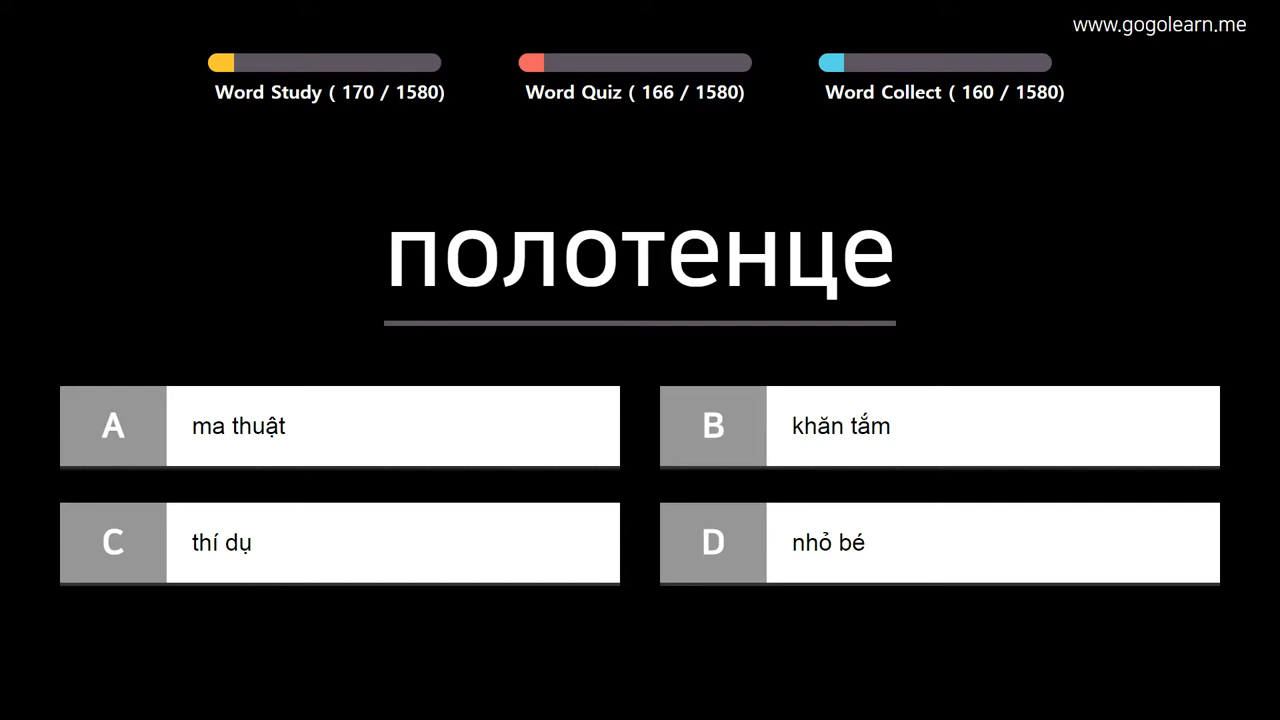 www.gogolearn.me
Word Study ( 170 / 1580)
Word Quiz ( 166 / 1580)
Word Collect ( 160 / 1580)
полотенце
A
ma thuật
B
khăn tắm
C
thí dụ
D
nhỏ bé